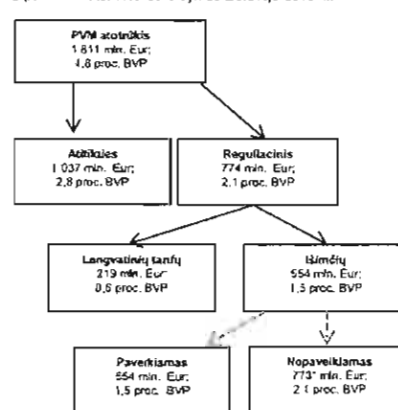 PVM atotrūkis
1 811 mln. Eur;
4,8 proc. BVP
Atitikties
1 037 mln. Eur;
2,8 proc. BVP
Reguliacinis
774 mln. Eur;
2,1 proc. BVP
Lengvatinių tarifų
219 mln. Eur
0,6 proc. BVP
Išimčių
554 mln. Eur;
1,5 proc. BVP
Paveikiamas
554 mln. Eur;
1,5 proc. BVP
Nepaveikiamas
773* mln. Eur;
2,1 proc. BVP